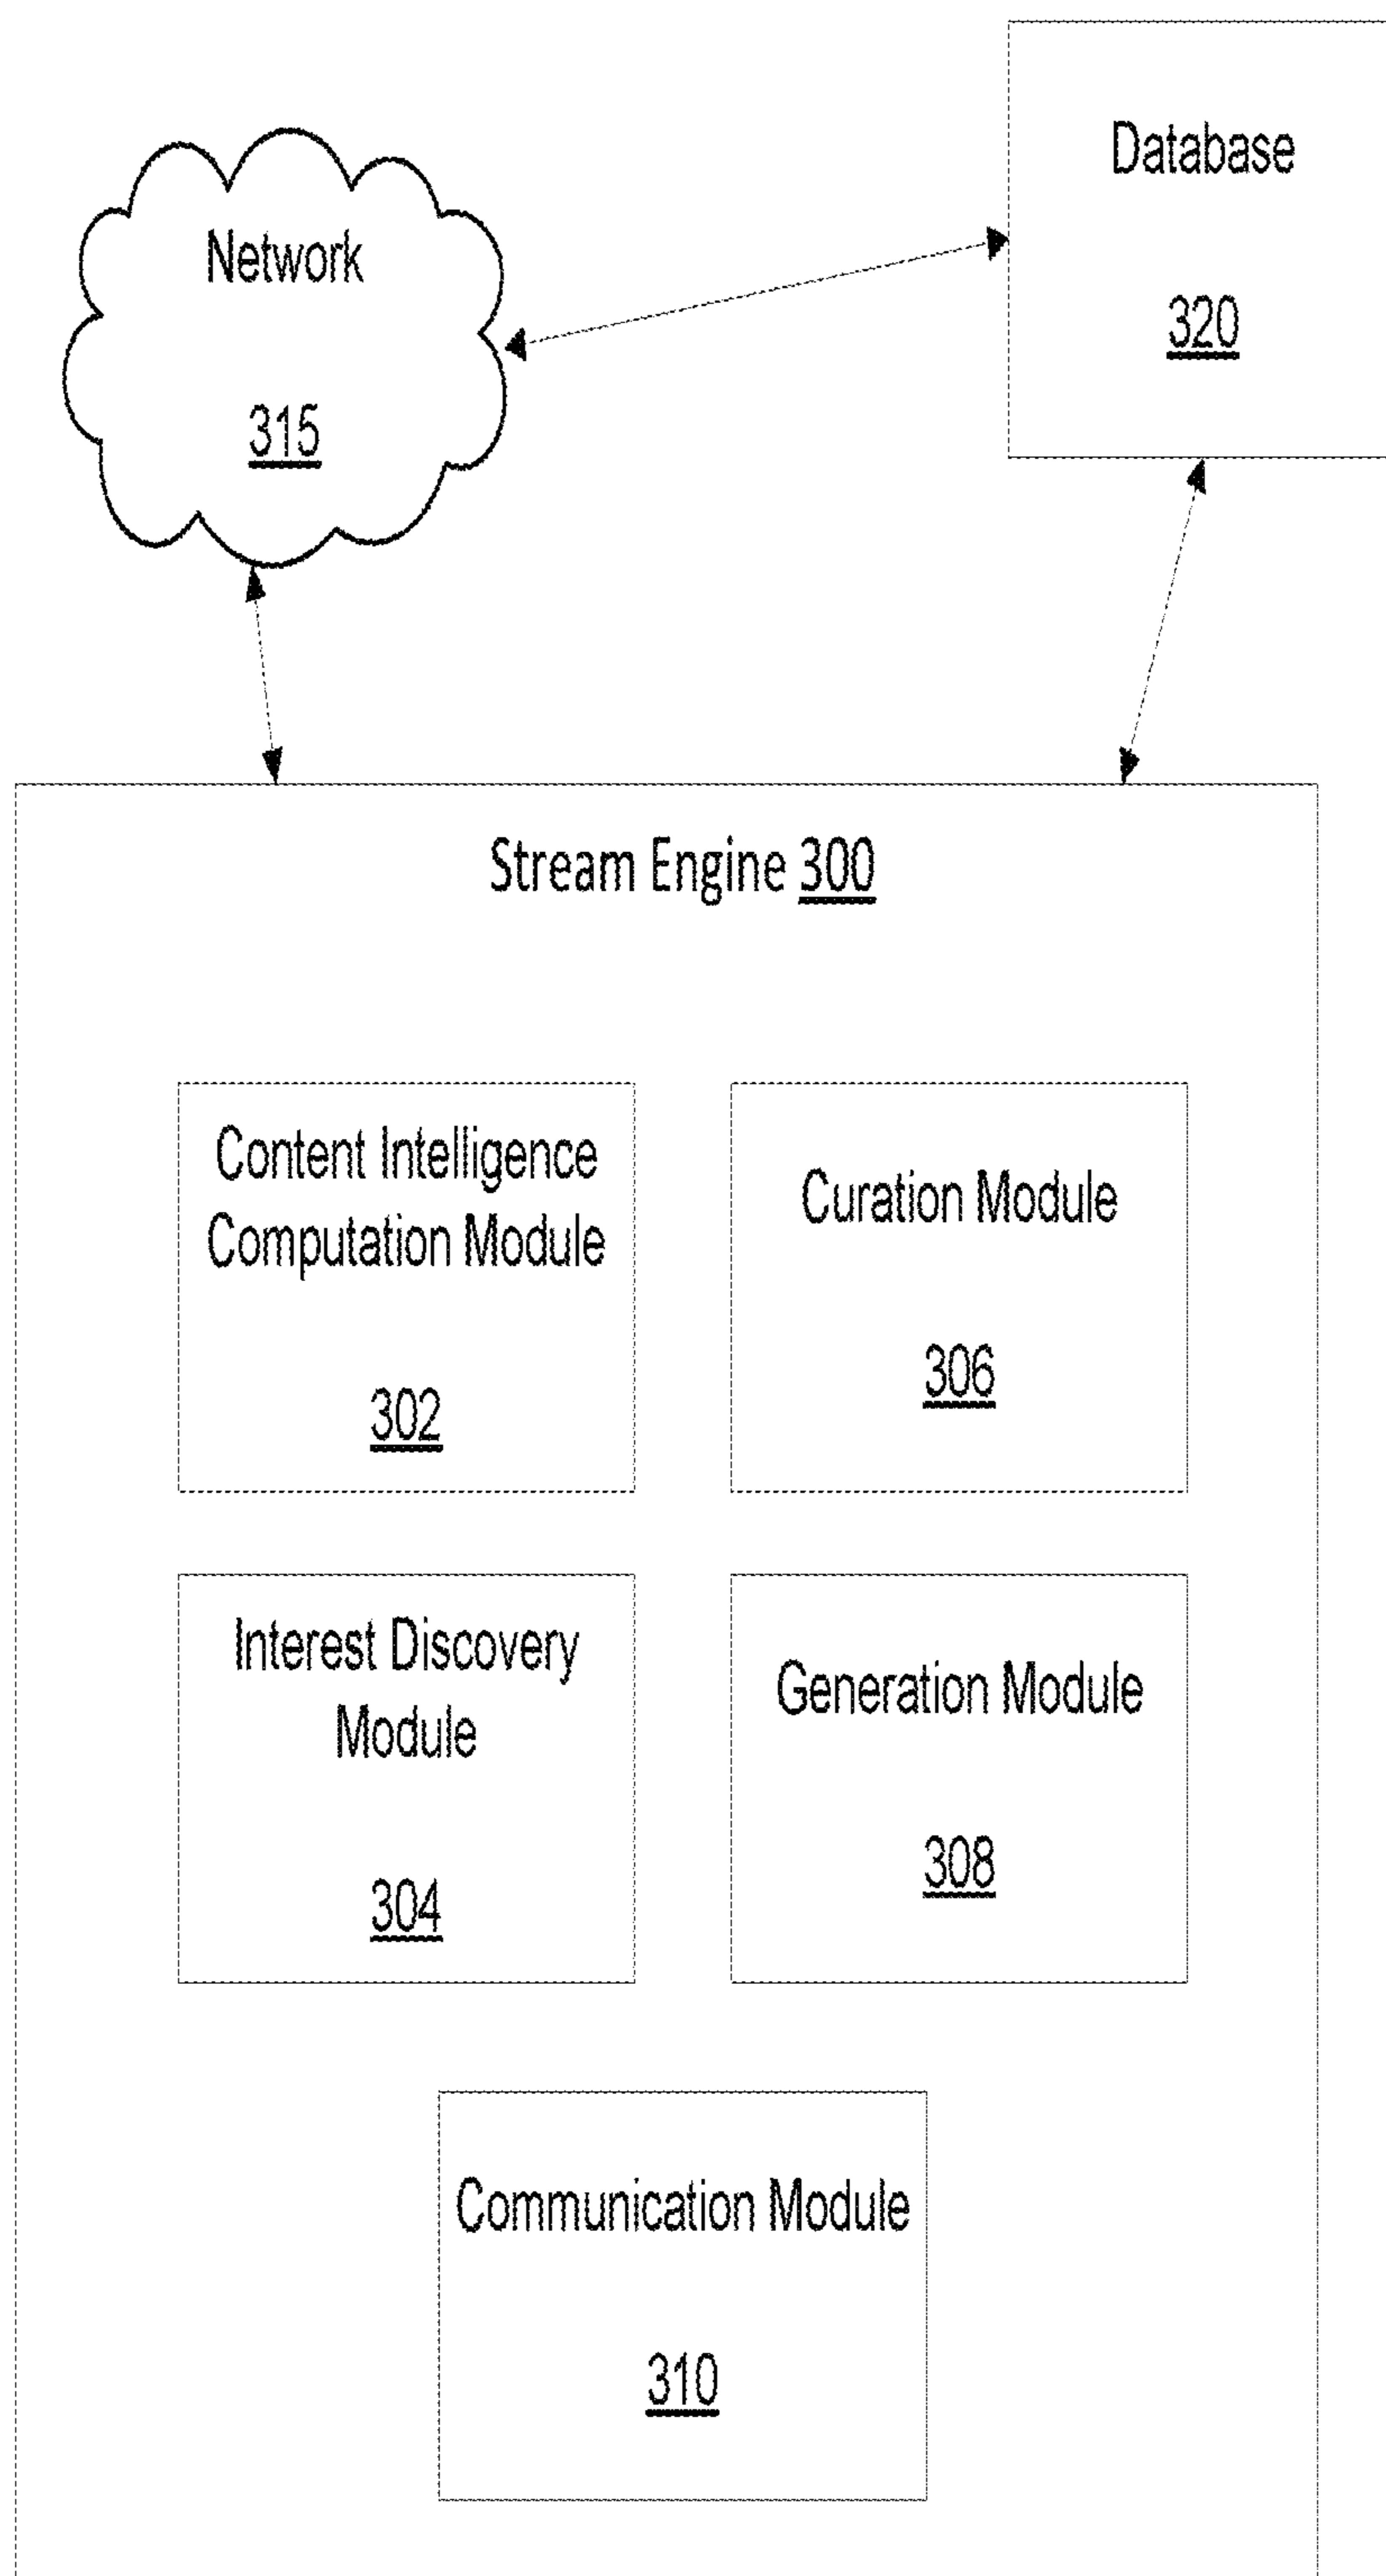 Database
320
Network
315
Stream Engine 300
Content Intelligence
Computation Module
302
Curation Module
306
Interest Discovery
Module
304
Generation Module
308
Communication Module
310